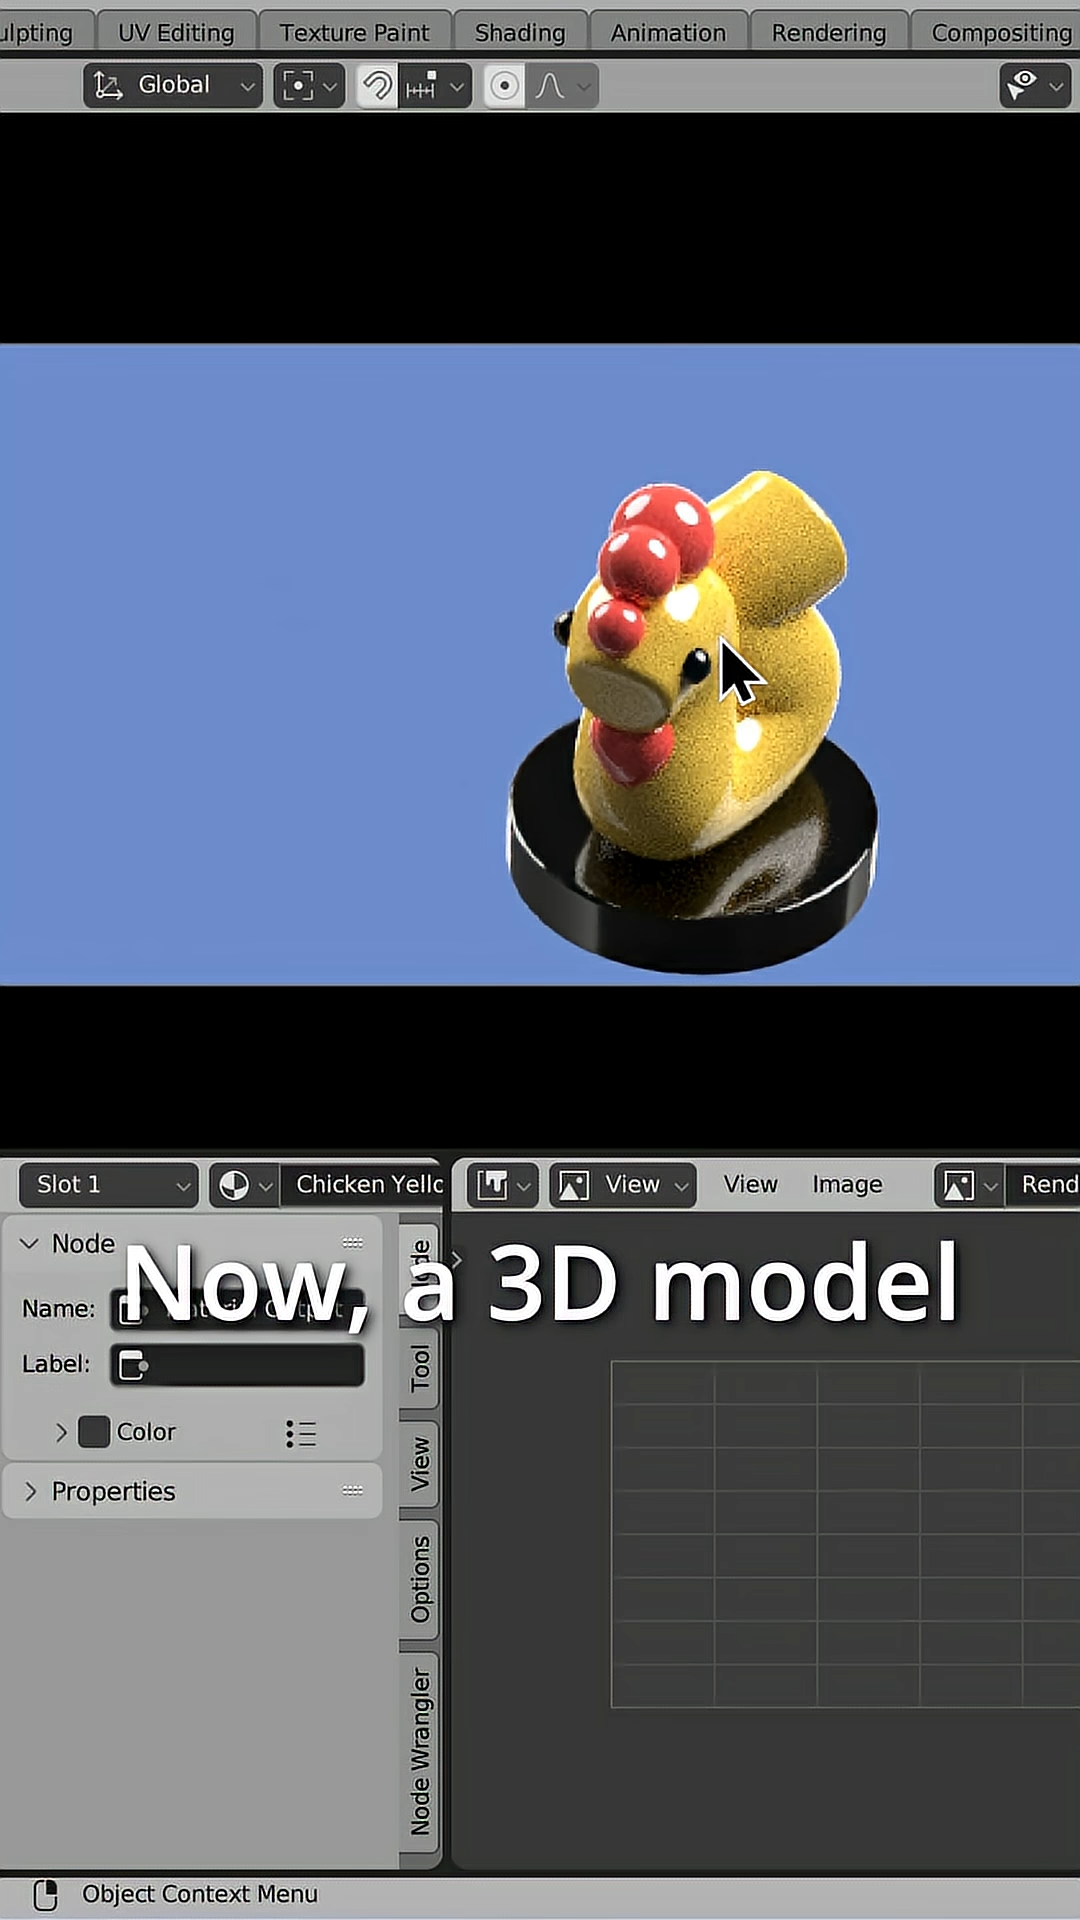 ulpting UV Editing Texture Paint Shading Animation Rendering Compositing
Global
Slot 1 Chicken Yello View View Image Rend
Node
Now, a 3D model
Name:
Label:
Color
Properties
Tool
View
Options
Node Wrangler
Object Context Menu